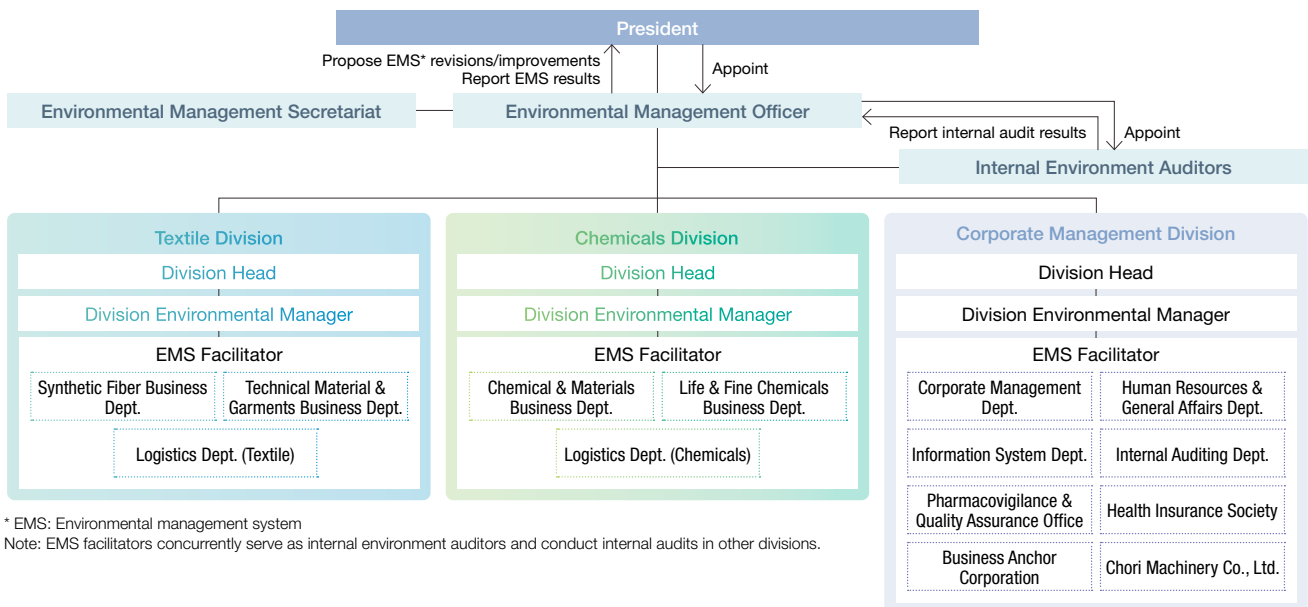 President
Propose EMS* revisions/improvements
Report EMS results
Appoint
Environmental Management Secretariat
Environmental Management Officer
Report internal audit results
Appoint
Internal Environment Auditors
Textile Division
Division Head
Division Environmental Manager
EMS Facilitator
Synthetic Fiber Business
Dept.
Technical Material &
Garments Business Dept.
Logistics Dept. (Textile)
Chemicals Division
Division Head
Division Environmental Manager
EMS Facilitator
Chemical & Materials
Business Dept.
Life & Fine Chemicals
Business Dept.
Logistics Dept. (Chemicals)
Corporate Management Division
Division Head
Division Environmental Manager
EMS Facilitator
Corporate Management
Dept.
Human Resources &
General Affairs Dept.
Information System Dept.
Internal Auditing Dept.
Pharmacovigilance &
Quality Assurance Office
Health Insurance Society
Business Anchor
Corporation
Chori Machinery Co., Ltd.
* EMS: Environmental management system
Note: EMS facilitators concurrently serve as internal environment auditors and conduct internal audits in other divisions.